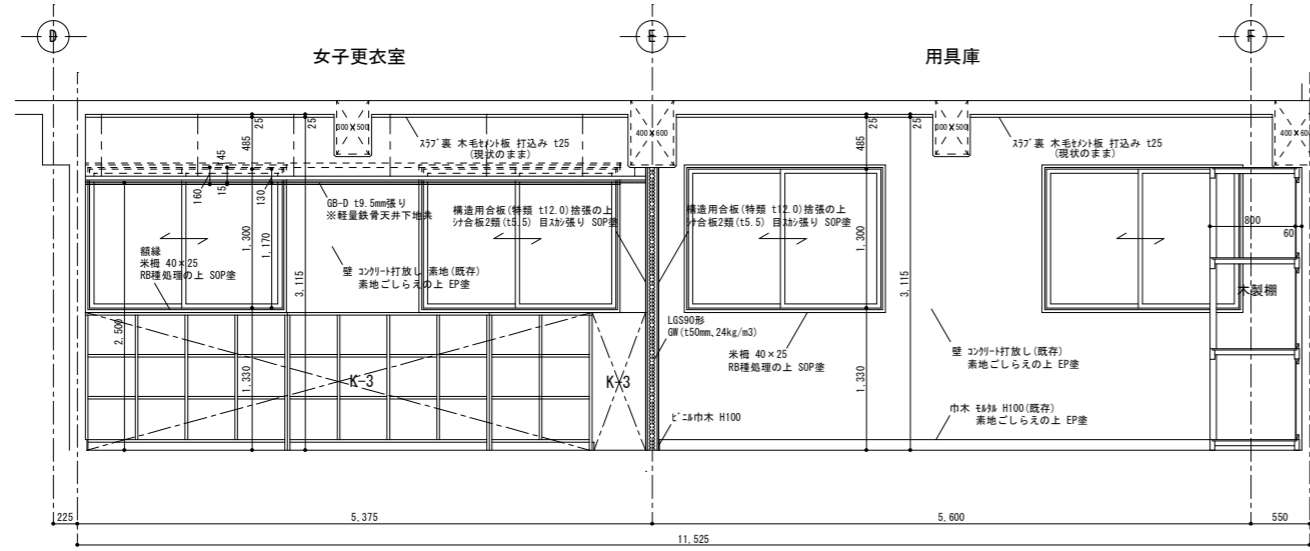 D
E
F
女子更衣室
用具庫
300×500
400×600
300×500
400×600
25
485
25
ｽﾗﾌﾞ裏 木毛ｾﾒﾝﾄ板 打込み t25
(現状のまま)
25
485
25
ｽﾗﾌﾞ裏 木毛ｾﾒﾝﾄ板 打込み t25
(現状のまま)
145
15
160
130
GB-D t9.5mm張り
※軽量鉄骨天井下地共
構造用合板(特類 t12.0)捨張の上
ｼﾅ合板2類(t5.5) 目ｽｶｼ張り SOP塗
構造用合板(特類 t12.0)捨張の上
ｼﾅ合板2類(t5.5) 目ｽｶｼ張り SOP塗
800
60
1,300
1,170
1,300
額縁
米栂 40×25
RB種処理の上 SOP塗
壁 ｺﾝｸﾘｰﾄ打放し 素地(既存)
素地ごしらえの上 EP塗
3,115
3,115
木製棚
2,500
LGS90形
GW(t50mm、24kg/m3)
米栂 40×25
RB種処理の上 SOP塗
壁 ｺﾝｸﾘｰﾄ打放し(既存)
素地ごしらえの上 EP塗
K-3
K-3
1,330
1,330
ﾋﾞﾆﾙ巾木 H100
巾木 ﾓﾙﾀﾙ H100(既存)
素地ごしらえの上 EP塗
225
5,375
5,600
550
11,525